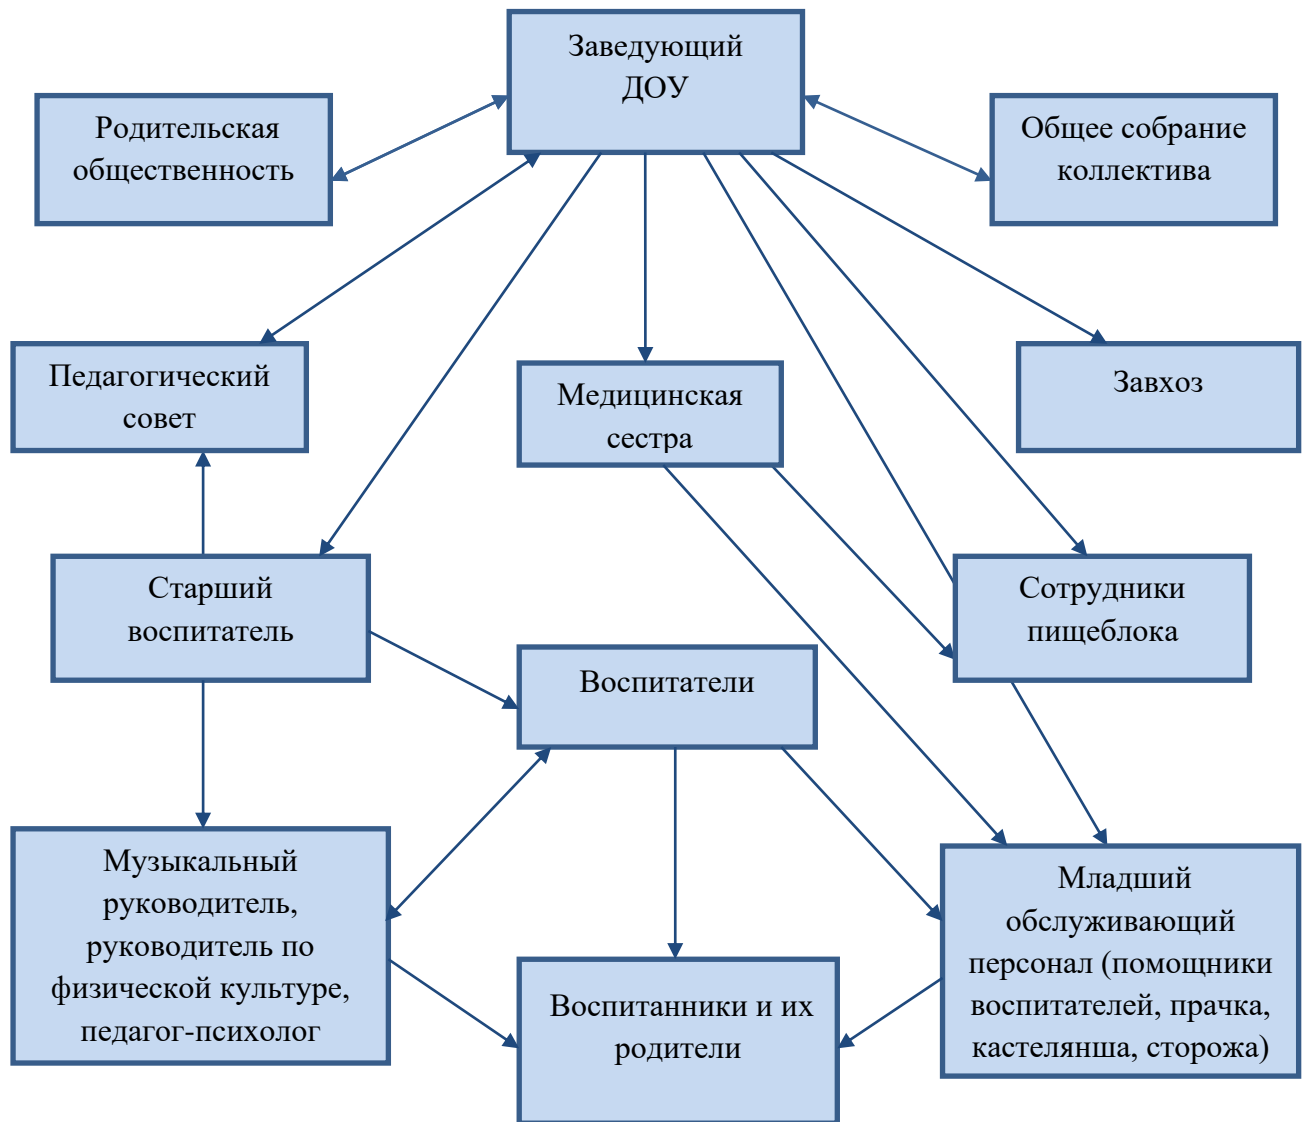 Заведующий
ДОУ
Родительская
общественность
Общее собрание
коллектива
Педагогический
совет
Медицинская
сестра
Завхоз
Старший
воспитатель
Сотрудники
пищеблока
Воспитатели
Музыкальный
руководитель,
руководитель по
физической культуре,
педагог-психолог
Воспитанники и их
родители
Младший
обслуживающий
персонал (помощники
воспитателей, прачка,
кастелянша, сторожа)